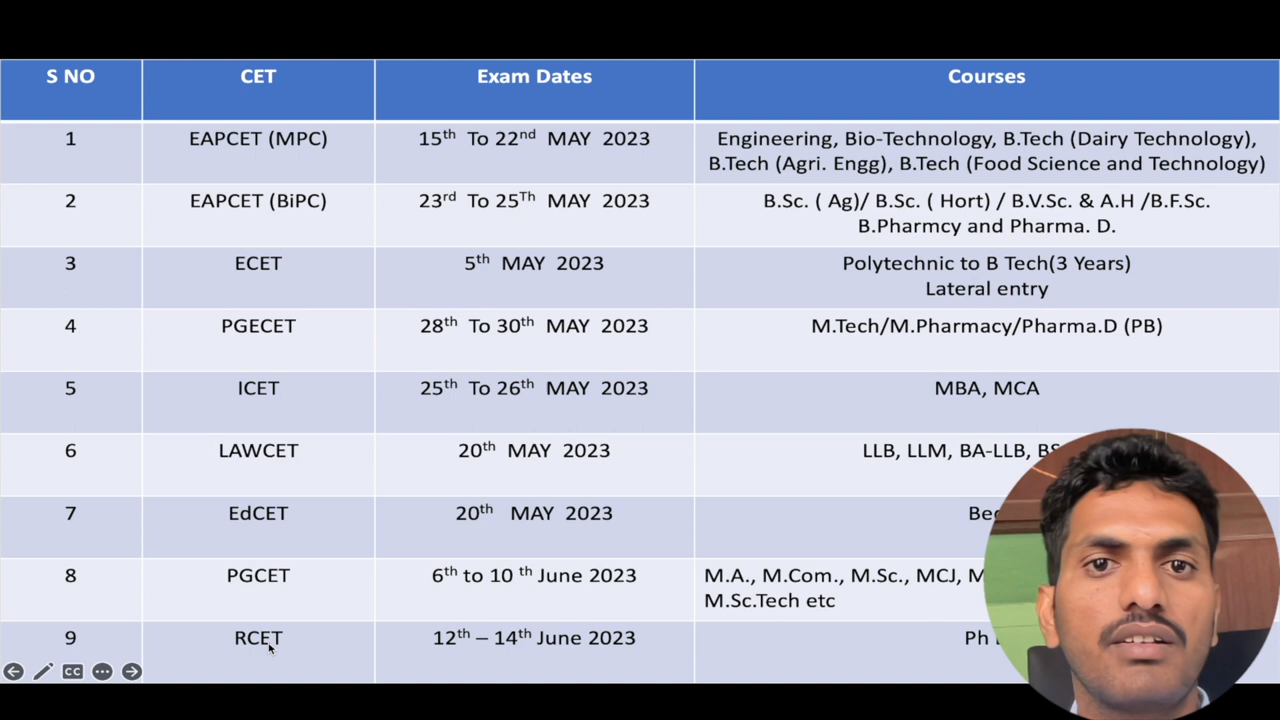 S NO CET Exam Dates Courses
1 EAPCET (MPC) 15th To 22nd MAY 2023 Engineering, Bio-Technology, B.Tech (Dairy Technology),
B.Tech (Agri. Engg), B.Tech (Food Science and Technology)
2 EAPCET (BiPC) 23rd To 25Th MAY 2023 B.Sc. ( Ag)/ B.Sc. ( Hort) / B.V.Sc. & A.H /B.F.Sc.
B.Pharmcy and Pharma. D.
3 ECET 5th MAY 2023 Polytechnic to B Tech(3 Years)
Lateral entry
4 PGECET 28th To 30th MAY 2023 M.Tech/M.Pharmacy/Pharma.D (PB)
5 ICET 25th To 26th MAY 2023 MBA, MCA
6 LAWCET 20th MAY 2023 LLB, LLM, BA-LLB,
7 EdCET 20th MAY 2023
8 PGCET 6th to 10 th June 2023 M.A., M.Com., M.Sc., MCJ,
M.Sc.Tech etc
9 RCET 12th – 14th June 2023 Ph
CC